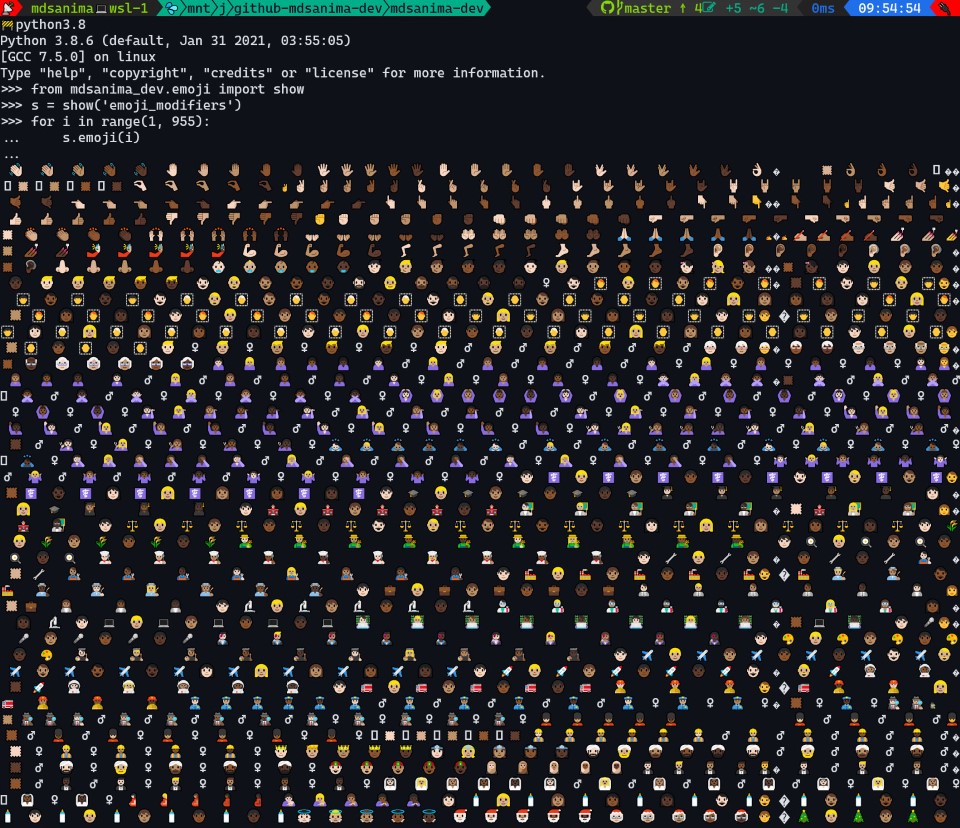 mdsanima wsl-1 mnt j github-mdsanima-dev mdsanima-dev master ↑ 4 +5 ~6 -4 0ms 09:54:54
python3.8
Python 3.8.6 (default, Jan 31 2021, 03:55:05)
[GCC 7.5.0] on linux
Type "help", "copyright", "credits" or "license" for more information.
>>> from mdsanima_dev.emoji import show
>>> s = show('emoji_modifiers')
>>> for i in range(1, 955):
...     s.emoji(i)
...